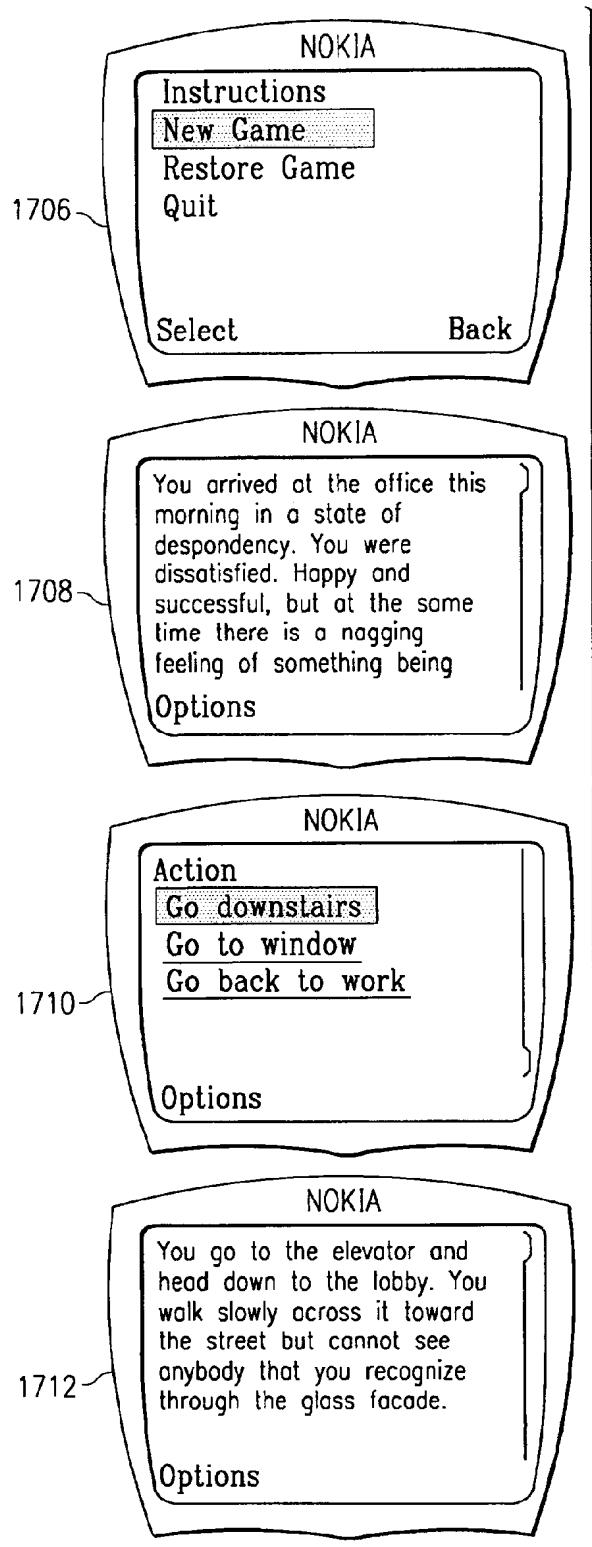 NOKIA
Instructions
New Game
Restore Game
Quit
1706
Select Back
NOKIA
You arrived at the office this
morning in a state of
despondency. You were
dissatisfied. Happy and
successful, but at the same
time there is a nagging
feeling of something being
1708
Options
NOKIA
Action
Go downstairs
Go to window
Go back to work
1710
Options
NOKIA
You go to the elevator and
head down to the lobby. You
walk slowly across it toward
the street but cannot see
anybody that you recognize
through the glass facade.
1712
Options